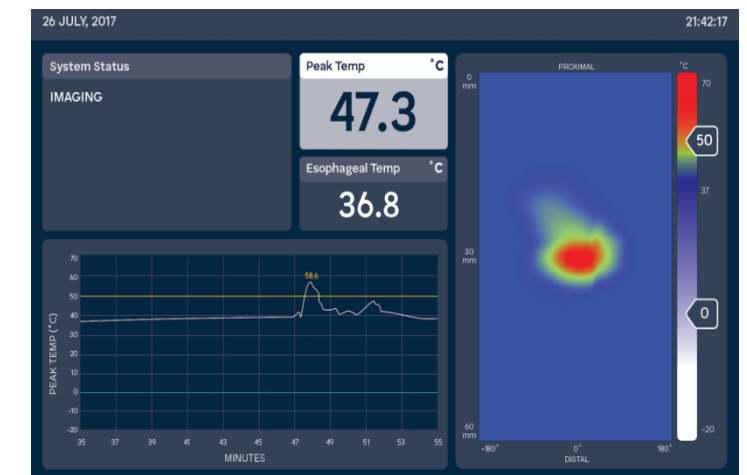 26 JULY, 2017
21:42:17
System Status
IMAGING
Peak Temp °C
47.3
Esophageal Temp °C
36.8
PEAK TEMP (°C)
70
60
50
40
30
20
10
0
-10
-20
58.6
35 37 39 41 43 45 47 49 51 53 55
MINUTES
PROXIMAL
0
mm
30
mm
60
mm
-180° 0° 180°
DISTAL
°C
70
50
37
0
-20